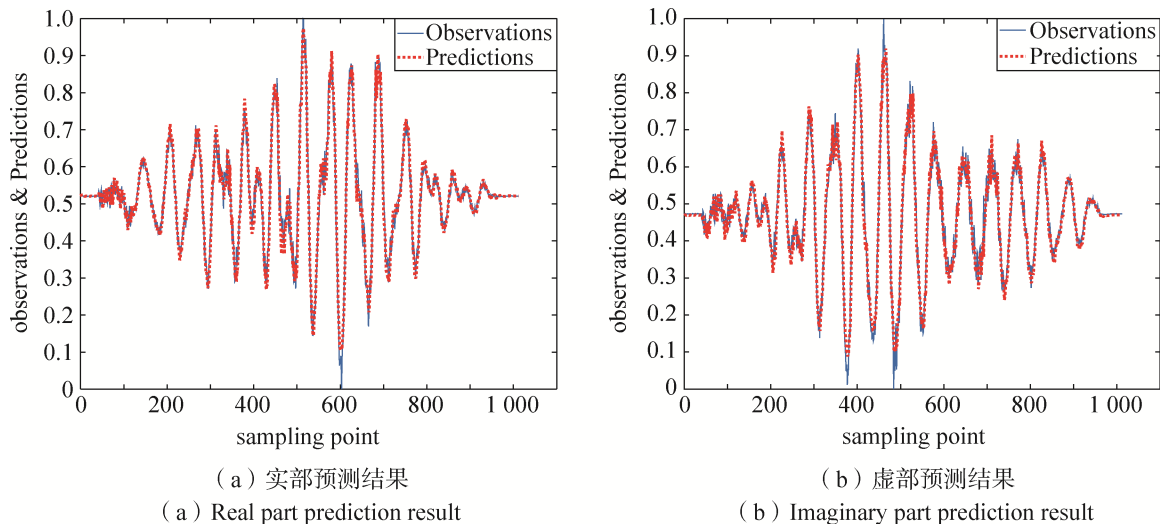 1.0
0.9
0.8
0.7
0.6
0.5
0.4
0.3
0.2
0.1
0
observations & Predictions
Observations
Predictions
0 200 400 600 800 1 000
sampling point
（a）实部预测结果
（a）Real part prediction result
1.0
0.9
0.8
0.7
0.6
0.5
0.4
0.3
0.2
0.1
0
observations & Predictions
Observations
Predictions
0 200 400 600 800 1 000
sampling point
（b）虚部预测结果
（b）Imaginary part prediction result